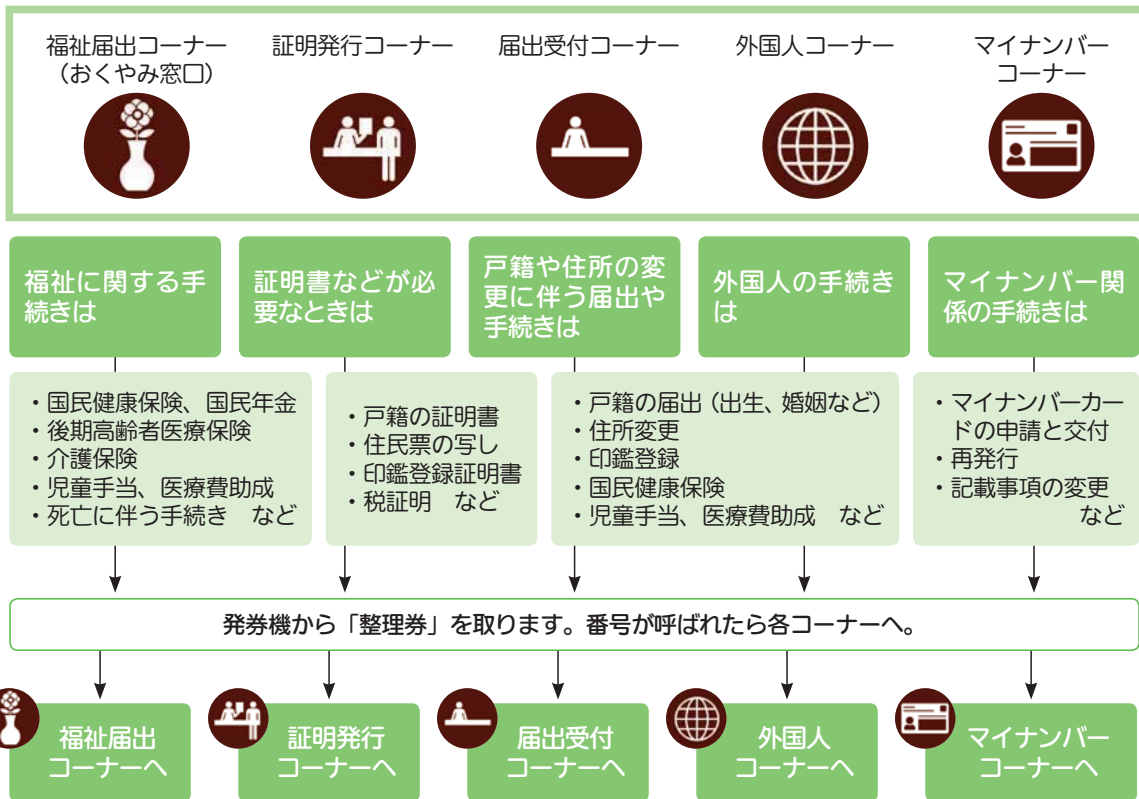 福祉届出コーナー
（おくやみ窓口）
証明発行コーナー
届出受付コーナー
外国人コーナー
マイナンバー
コーナー
福祉に関する手
続きは
証明書などが必
要なときは
戸籍や住所の変
更に伴う届出や
手続きは
外国人の手続き
は
マイナンバー関
係の手続きは
・国民健康保険、国民年金
・後期高齢者医療保険
・介護保険
・児童手当、医療費助成
・死亡に伴う手続き　など
・戸籍の証明書
・住民票の写し
・印鑑登録証明書
・税証明　など
・戸籍の届出（出生、婚姻など）
・住所変更
・印鑑登録
・国民健康保険
・児童手当、医療費助成　など
・マイナンバーカー
ドの申請と交付
・再発行
・記載事項の変更
など
発券機から「整理券」を取ります。番号が呼ばれたら各コーナーへ。
福祉届出
コーナーへ
証明発行
コーナーへ
届出受付
コーナーへ
外国人
コーナーへ
マイナンバー
コーナーへ